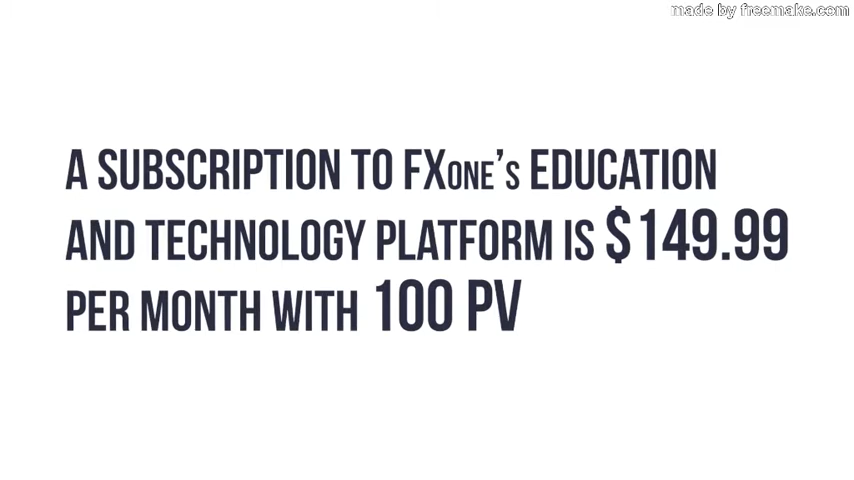 made by freemake.com
A SUBSCRIPTION TO FXONE'S EDUCATION
AND TECHNOLOGY PLATFORM IS $149.99
PER MONTH WITH 100 PV